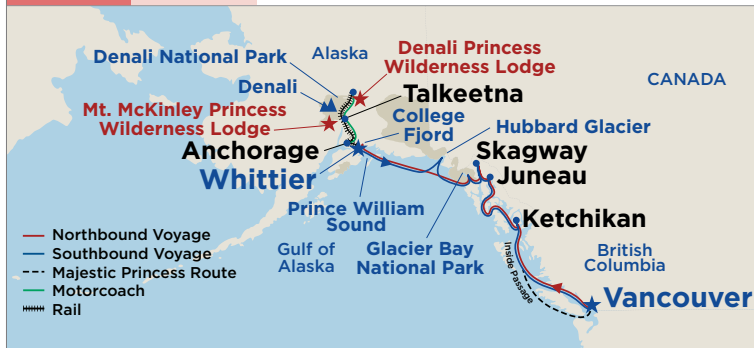 Denali National Park
Alaska
Denali Princess
Wilderness Lodge
CANADA
Denali
Talkeetna
Mt. McKinley Princess
Wilderness Lodge
College
Fjord
Hubbard Glacier
Anchorage
Skagway
Whittier
Juneau
Prince William
Sound
Ketchikan
Gulf of
Alaska
Glacier Bay
National Park
Inside Passage
British
Columbia
Vancouver
Northbound Voyage
Southbound Voyage
Majestic Princess Route
Motorcoach
Rail